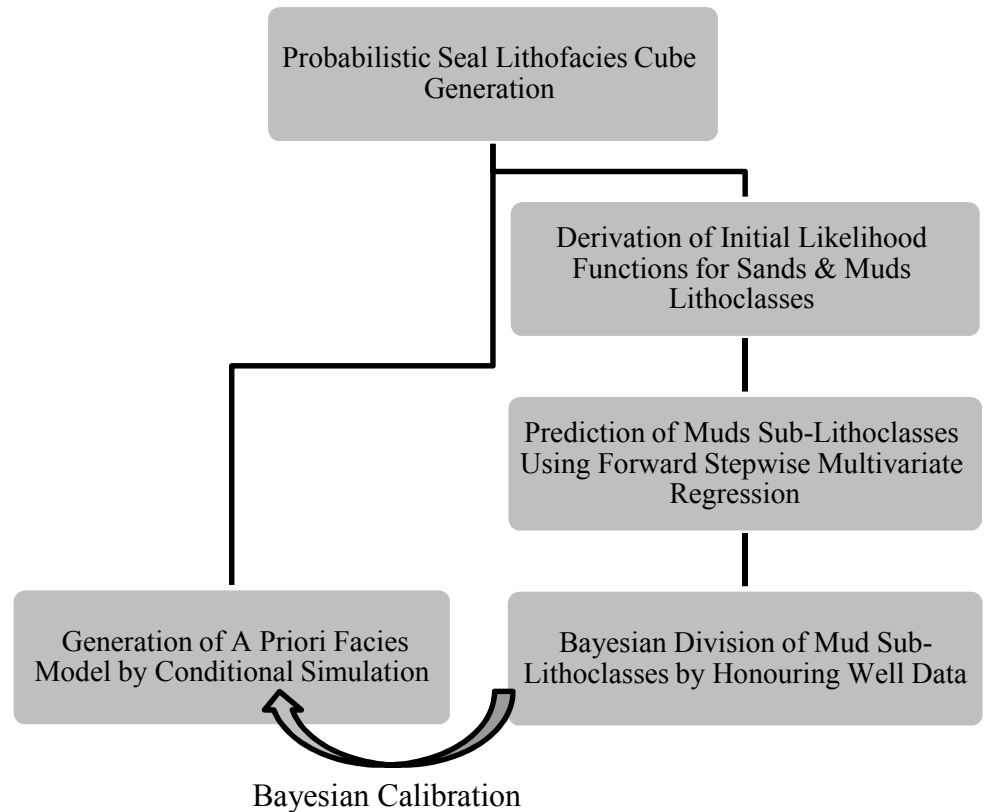 Probabilistic Seal Lithofacies Cube
Generation
Derivation of Initial Likelihood
Functions for Sands & Muds
Lithoclasses
Prediction of Muds Sub-Lithoclasses
Using Forward Stepwise Multivariate
Regression
Generation of A Priori Facies
Model by Conditional Simulation
Bayesian Division of Mud Sub-
Lithoclasses by Honouring Well Data
Bayesian Calibration